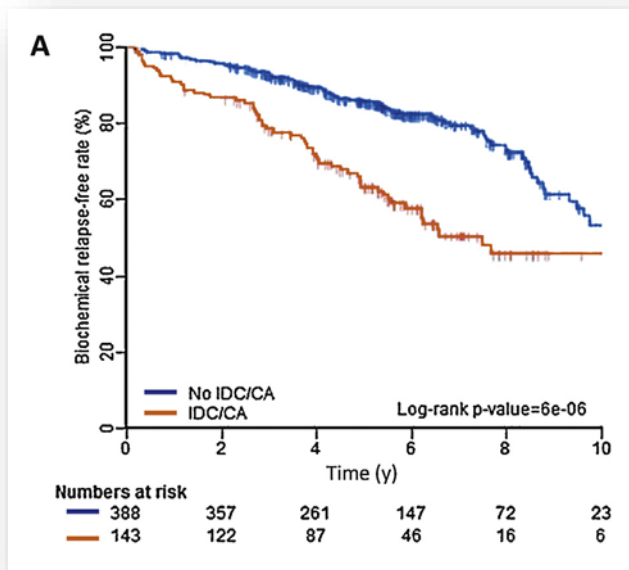 A
Biochemical relapse-free rate (%)
100
80
60
40
20
0
No IDC/CA
IDC/CA
Log-rank p-value=6e-06
0 2 4 6 8 10
Time (y)
Numbers at risk
388 357 261 147 72 23
143 122 87 46 16 6